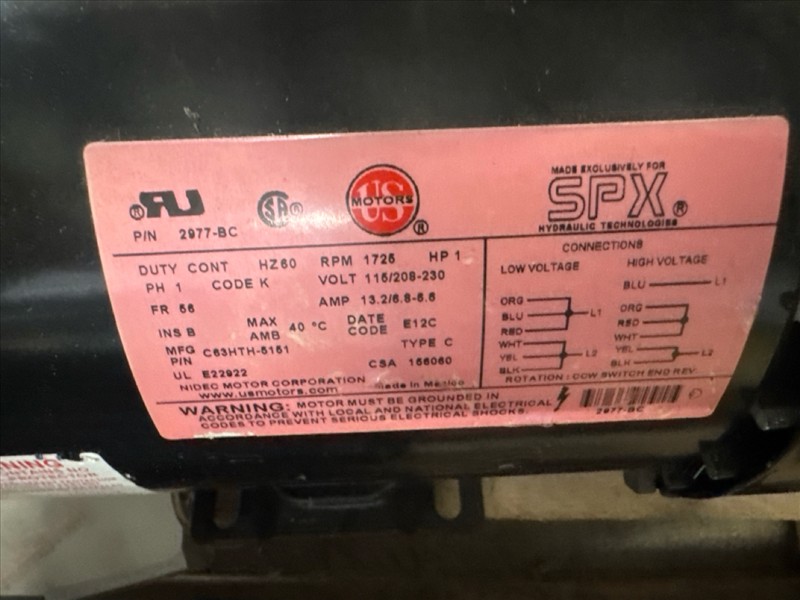 MADE EXCLUSIVELY FOR
SPX®
HYDRAULIC TECHNOLOGIES
US MOTORS ®
P/N 2977-BC
DUTY CONT HZ60 RPM 1725 HP 1
PH 1 CODE K VOLT 115/208-230
FR 56 AMP 13.2/6.8-6.6
INS B MAX AMB 40 °C DATE CODE E12C
MFG P/N C63HTH-5151 TYPE C
UL E22922 CSA 156060
NIDEC MOTOR CORPORATION Made in Mexico
www.usmotors.com
CONNECTIONS
LOW VOLTAGE HIGH VOLTAGE
BLU L1
ORG
BLU L1
RED
WHT
YEL L2
BLK
ORG
RED
WHT
YEL L2
BLK
ROTATION: CCW SWITCH END REV.
WARNING: MOTOR MUST BE GROUNDED IN
ACCORDANCE WITH LOCAL AND NATIONAL ELECTRICAL
CODES TO PREVENT SERIOUS ELECTRICAL SHOCKS.
2977-BC